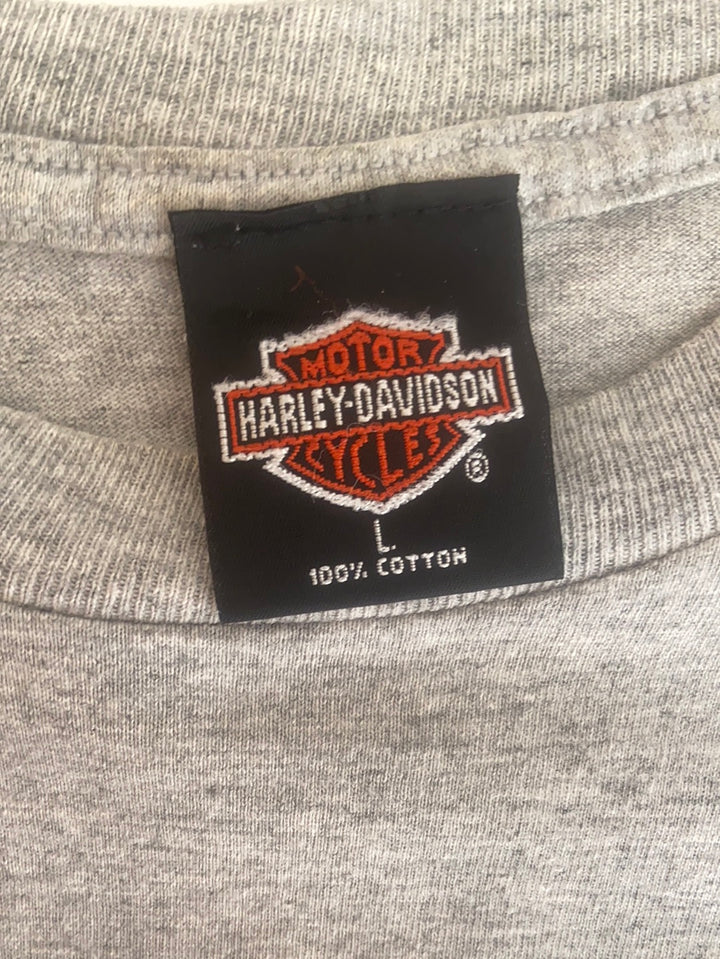 MOTOR
HARLEY-DAVIDSON
CYCLES
®
L
100% COTTON